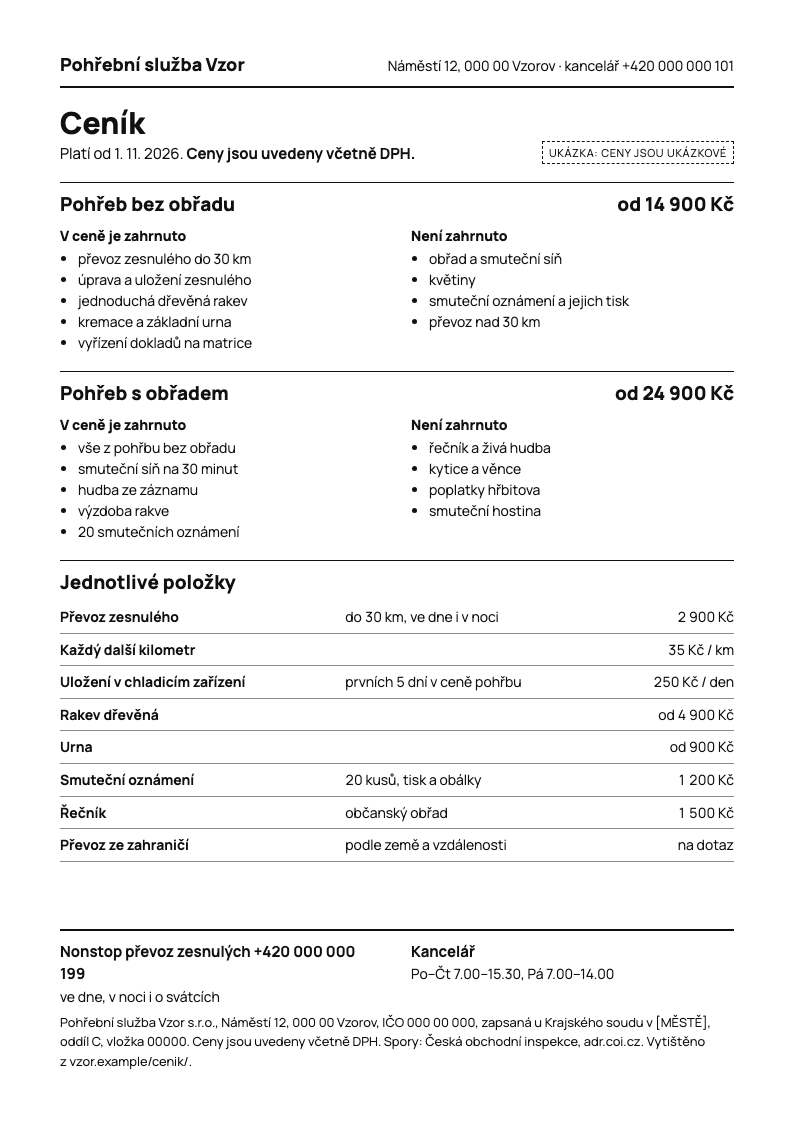 Pohřební služba Vzor
Náměstí 12, 000 00 Vzorov · kancelář +420 000 000 101
Ceník
Platí od 1. 11. 2026. Ceny jsou uvedeny včetně DPH.
UKÁZKA: CENY JSOU UKÁZKOVÉ
Pohřeb bez obřadu
od 14 900 Kč
V ceně je zahrnuto
• převoz zesnulého do 30 km
• úprava a uložení zesnulého
• jednoduchá dřevěná rakev
• kremace a základní urna
• vyřízení dokladů na matrice
Není zahrnuto
• obřad a smuteční síň
• květiny
• smuteční oznámení a jejich tisk
• převoz nad 30 km
Pohřeb s obřadem
od 24 900 Kč
V ceně je zahrnuto
• vše z pohřbu bez obřadu
• smuteční síň na 30 minut
• hudba ze záznamu
• výzdoba rakve
• 20 smutečních oznámení
Není zahrnuto
• řečník a živá hudba
• kytice a věnce
• poplatky hřbitova
• smuteční hostina
Jednotlivé položky
Převoz zesnulého do 30 km, ve dne i v noci 2 900 Kč
Každý další kilometr 35 Kč / km
Uložení v chladicím zařízení prvních 5 dní v ceně pohřbu 250 Kč / den
Rakev dřevěná od 4 900 Kč
Urna od 900 Kč
Smuteční oznámení 20 kusů, tisk a obálky 1 200 Kč
Řečník občanský obřad 1 500 Kč
Převoz ze zahraničí podle země a vzdálenosti na dotaz
Nonstop převoz zesnulých +420 000 000
199
ve dne, v noci i o svátcích
Kancelář
Po–Čt 7.00–15.30, Pá 7.00–14.00
Pohřební služba Vzor s.r.o., Náměstí 12, 000 00 Vzorov, IČO 000 00 000, zapsaná u Krajského soudu v [MĚSTĚ],
oddíl C, vložka 00000. Ceny jsou uvedeny včetně DPH. Spory: Česká obchodní inspekce, adr.coi.cz. Vytištěno
z vzor.example/cenik/.